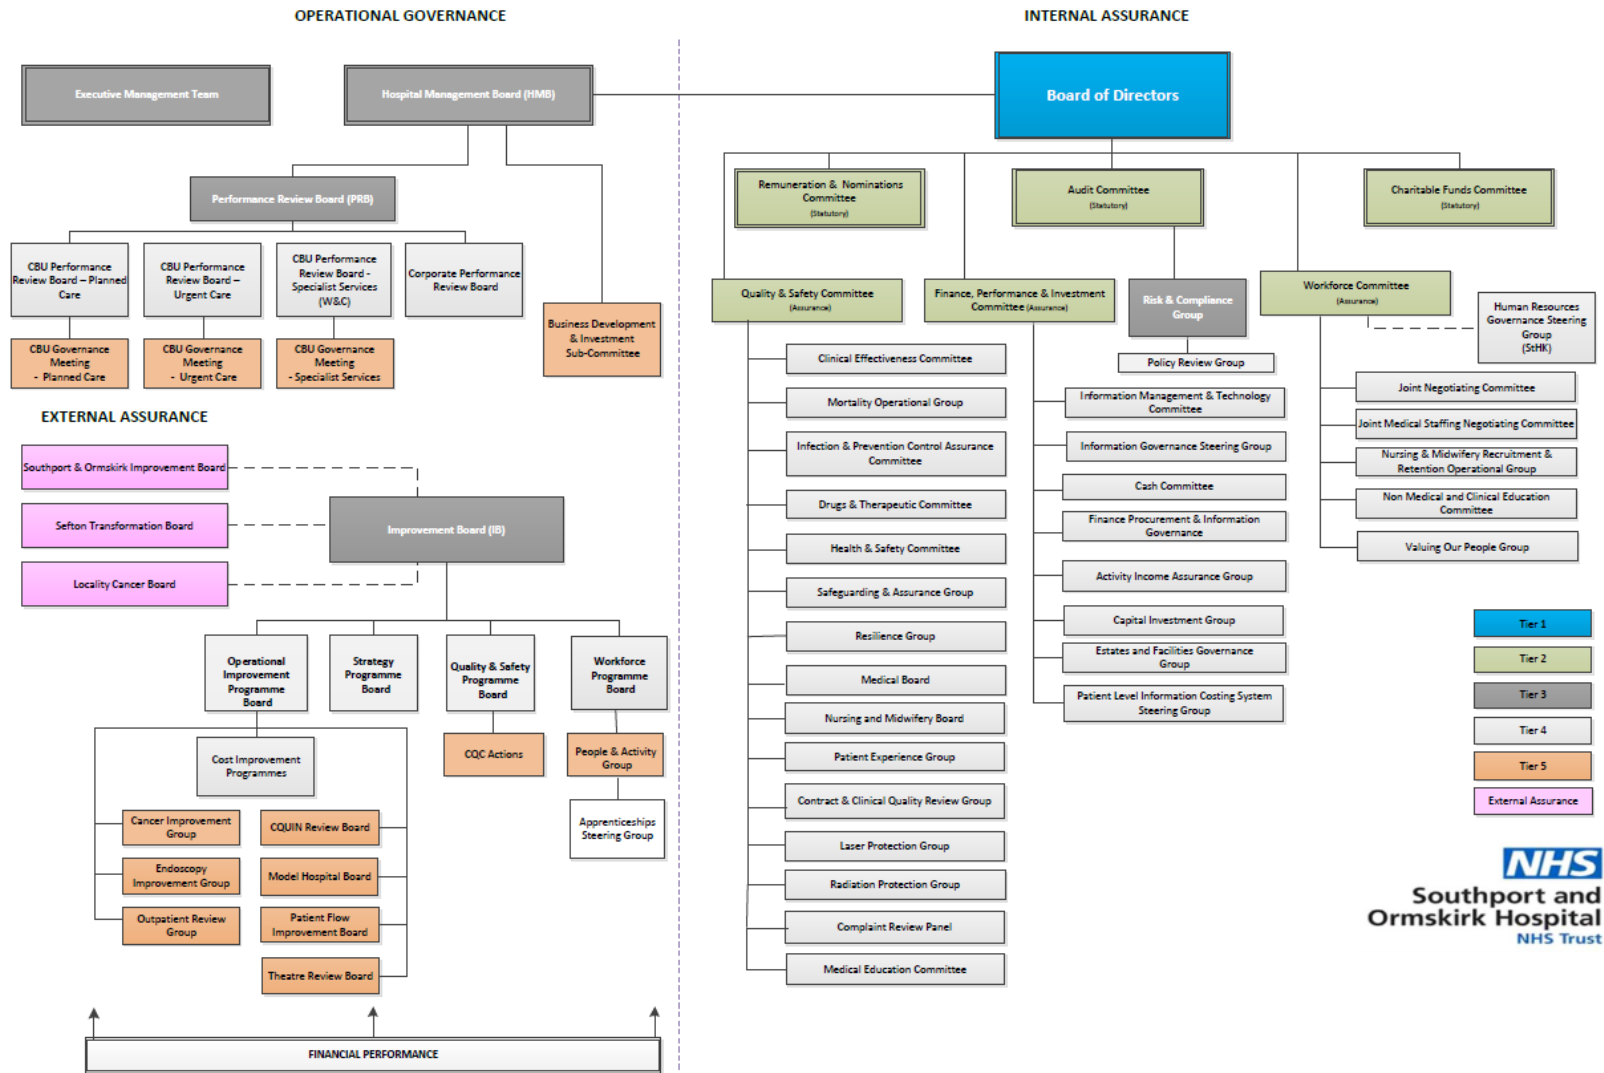 OPERATIONAL GOVERNANCE
INTERNAL ASSURANCE
Executive Management Team
Hospital Management Board (HMB)
Board of Directors
Performance Review Board (PRB)
CBU Performance
Review Board – Planned
Care
CBU Performance
Review Board –
Urgent Care
CBU Performance
Review Board -
Specialist Services
(W&C)
Corporate Performance
Review Board
CBU Governance
Meeting
- Planned Care
CBU Governance
Meeting
- Urgent Care
CBU Governance
Meeting
- Specialist Services
Business Development
& Investment
Sub-Committee
EXTERNAL ASSURANCE
Southport & Ormskirk Improvement Board
Sefton Transformation Board
Locality Cancer Board
Improvement Board (IB)
Operational
Improvement
Programme
Board
Strategy
Programme
Board
Quality & Safety
Programme
Board
Workforce
Programme
Board
Cost Improvement
Programmes
CQC Actions
People & Activity
Group
Apprenticeships
Steering Group
Cancer Improvement
Group
Endoscopy
Improvement Group
Outpatient Review
Group
CQUIN Review Board
Model Hospital Board
Patient Flow
Improvement Board
Theatre Review Board
FINANCIAL PERFORMANCE
Remuneration & Nominations
Committee
(Statutory)
Audit Committee
(Statutory)
Charitable Funds Committee
(Statutory)
Quality & Safety Committee
(Assurance)
Finance, Performance & Investment
Committee (Assurance)
Risk & Compliance
Group
Policy Review Group
Workforce Committee
(Assurance)
Human Resources
Governance Steering
Group
(StHK)
Clinical Effectiveness Committee
Mortality Operational Group
Infection & Prevention Control Assurance
Committee
Drugs & Therapeutic Committee
Health & Safety Committee
Safeguarding & Assurance Group
Resilience Group
Medical Board
Nursing and Midwifery Board
Patient Experience Group
Contract & Clinical Quality Review Group
Laser Protection Group
Radiation Protection Group
Complaint Review Panel
Medical Education Committee
Information Management & Technology
Committee
Information Governance Steering Group
Cash Committee
Finance Procurement & Information
Governance
Activity Income Assurance Group
Capital Investment Group
Estates and Facilities Governance
Group
Patient Level Information Costing System
Steering Group
Joint Negotiating Committee
Joint Medical Staffing Negotiating Committee
Nursing & Midwifery Recruitment &
Retention Operational Group
Non Medical and Clinical Education
Committee
Valuing Our People Group
Tier 1
Tier 2
Tier 3
Tier 4
Tier 5
External Assurance
NHS
Southport and
Ormskirk Hospital
NHS Trust